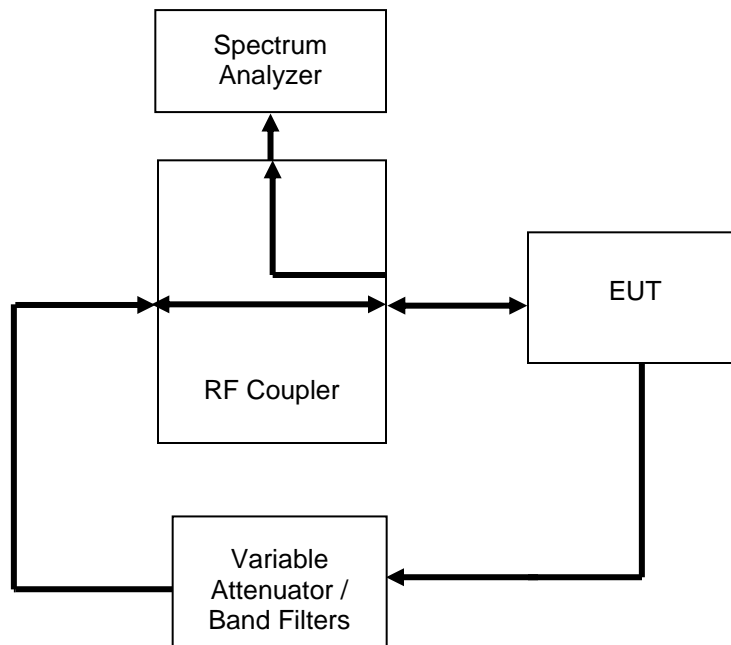 Spectrum
Analyzer
EUT
RF Coupler
Variable
Attenuator /
Band Filters